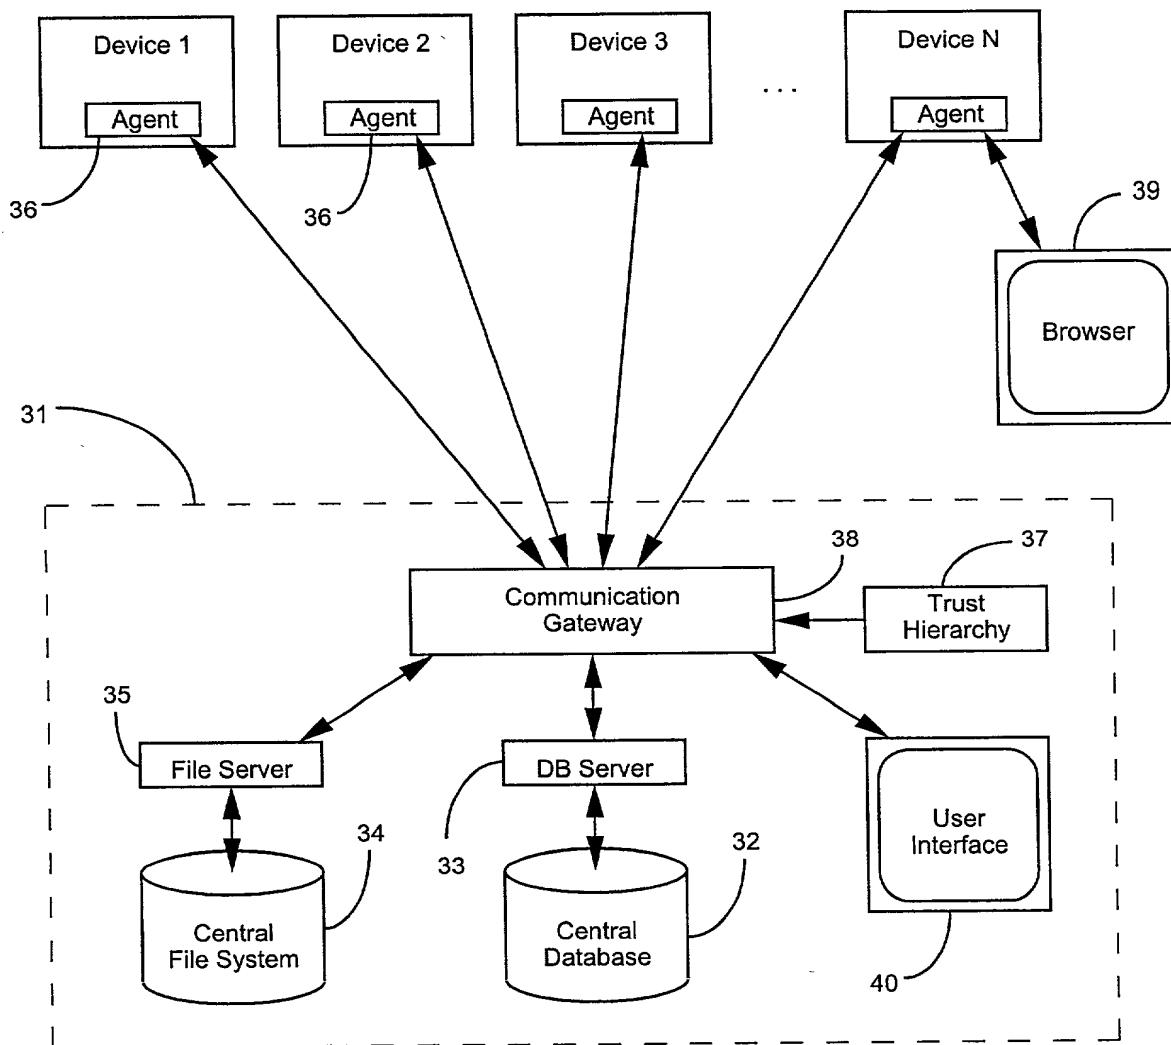 Device 1
Device 2
Device 3
Device N
...
Agent
Agent
Agent
Agent
36
36
39
Browser
31
38
37
Communication
Gateway
Trust
Hierarchy
35
File Server
DB Server
33
34
32
User
Interface
Central
File System
Central
Database
40